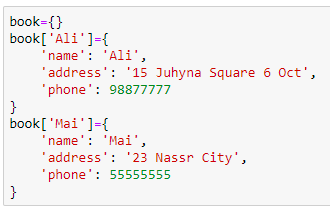 book={}
book['Ali']={
    'name': 'Ali',
    'address': '15 Juhyna Square 6 Oct',
    'phone': 98877777
}
book['Mai']={
    'name': 'Mai',
    'address': '23 Nassr City',
    'phone': 55555555
}